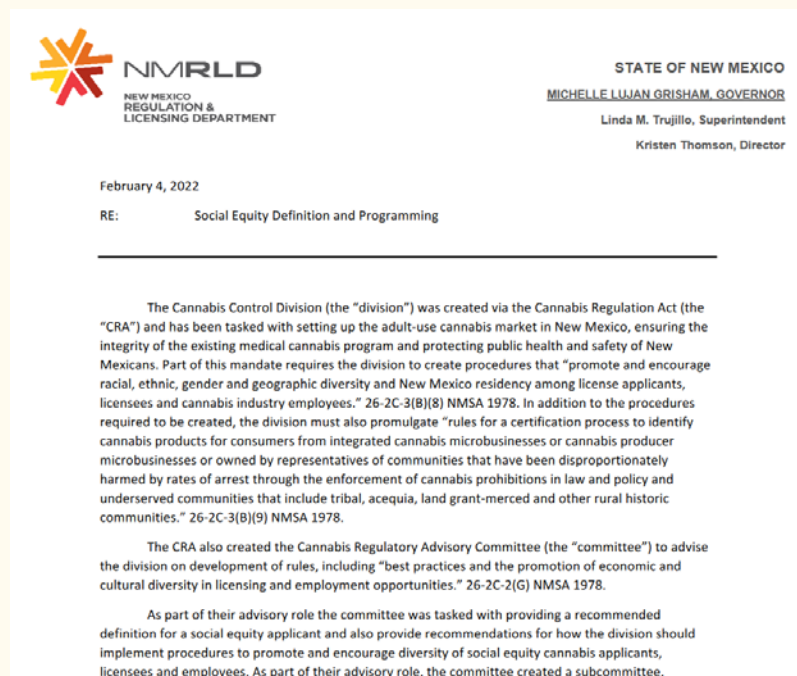 NMRLD
NEW MEXICO
REGULATION &
LICENSING DEPARTMENT
STATE OF NEW MEXICO
MICHELLE LUJAN GRISHAM, GOVERNOR
Linda M. Trujillo, Superintendent
Kristen Thomson, Director
February 4, 2022
RE: Social Equity Definition and Programming
The Cannabis Control Division (the “division”) was created via the Cannabis Regulation Act (the
“CRA”) and has been tasked with setting up the adult-use cannabis market in New Mexico, ensuring the
integrity of the existing medical cannabis program and protecting public health and safety of New
Mexicans. Part of this mandate requires the division to create procedures that “promote and encourage
racial, ethnic, gender and geographic diversity and New Mexico residency among license applicants,
licensees and cannabis industry employees.” 26-2C-3(B)(8) NMSA 1978. In addition to the procedures
required to be created, the division must also promulgate “rules for a certification process to identify
cannabis products for consumers from integrated cannabis microbusinesses or cannabis producer
microbusinesses or owned by representatives of communities that have been disproportionately
harmed by rates of arrest through the enforcement of cannabis prohibitions in law and policy and
underserved communities that include tribal, acequia, land grant-merced and other rural historic
communities.” 26-2C-3(B)(9) NMSA 1978.
The CRA also created the Cannabis Regulatory Advisory Committee (the “committee”) to advise
the division on development of rules, including “best practices and the promotion of economic and
cultural diversity in licensing and employment opportunities.” 26-2C-2(G) NMSA 1978.
As part of their advisory role the committee was tasked with providing a recommended
definition for a social equity applicant and also provide recommendations for how the division should
implement procedures to promote and encourage diversity of social equity cannabis applicants,
licensees and employees. As part of their advisory role, the committee created a subcommittee,